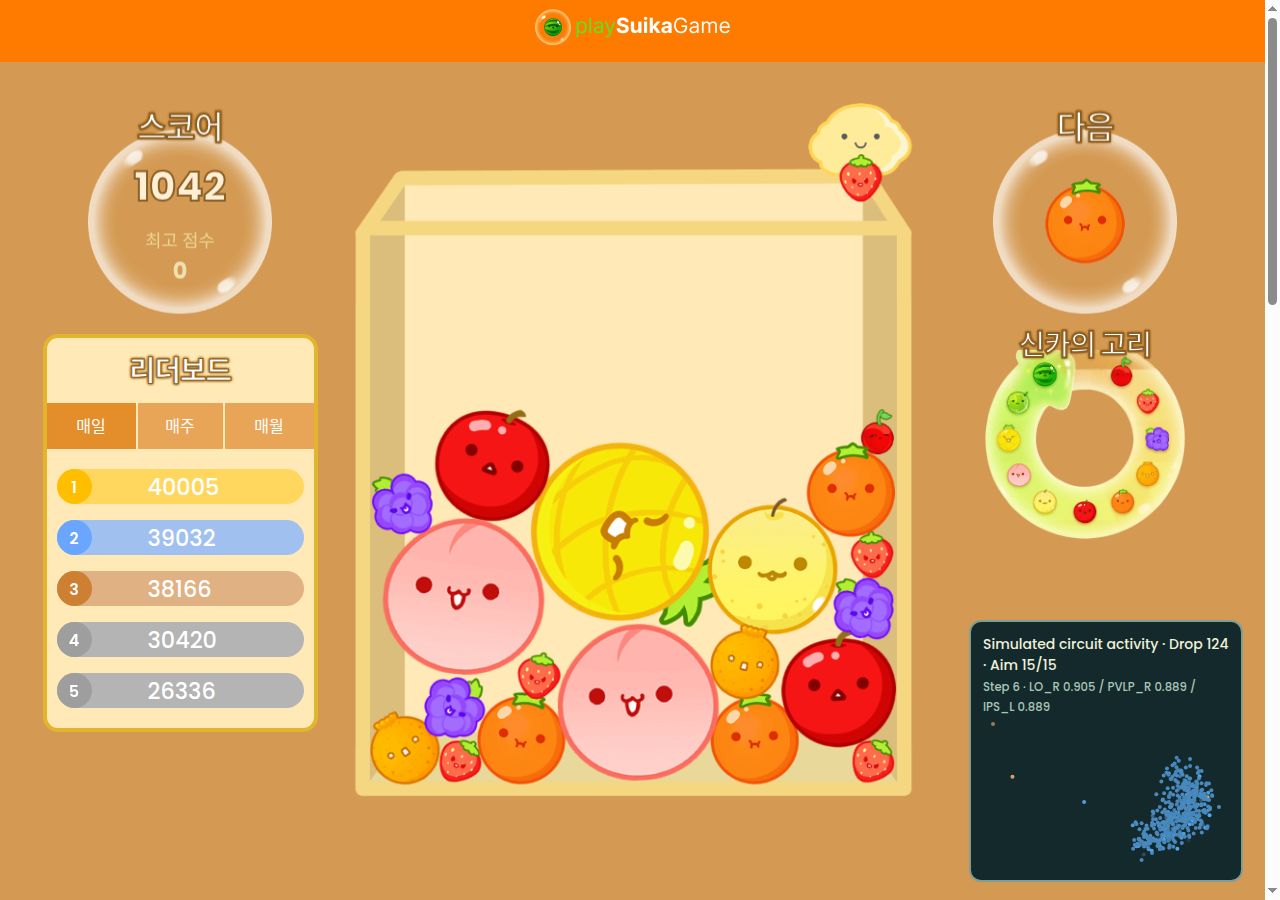 playSuikaGame
스코어
1042
최고 점수
0
리더보드
매일 매주 매월
1 40005
2 39032
3 38166
4 30420
5 26336
다음
신카의 고리
Simulated circuit activity · Drop 124
· Aim 15/15
Step 6 · LO_R 0.905 / PVLP_R 0.889 /
IPS_L 0.889